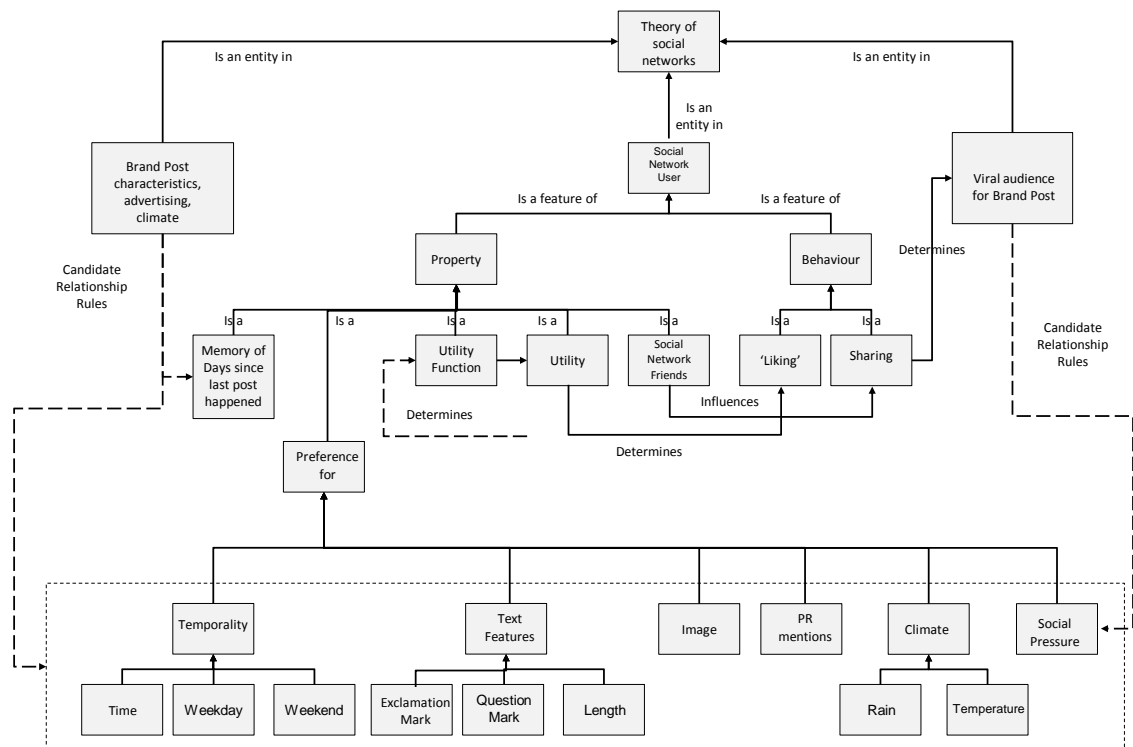 Theory of
social
networks
Is an entity in
Is an entity in
Is an
entity in
Brand Post
characteristics,
advertising,
climate
Social
Network
User
Viral audience
for Brand Post
Is a feature of
Is a feature of
Property
Behaviour
Determines
Candidate
Relationship
Rules
Candidate
Relationship
Rules
Is a
Is a
Is a
Is a
Is a
Is a
Is a
Memory of
Days since
last post
happened
Utility
Function
Utility
Social
Network
Friends
‘Liking’
Sharing
Influences
Determines
Determines
Preference
for
Temporality
Text
Features
Image
PR
mentions
Climate
Social
Pressure
Time
Weekday
Weekend
Exclamation
Mark
Question
Mark
Length
Rain
Temperature